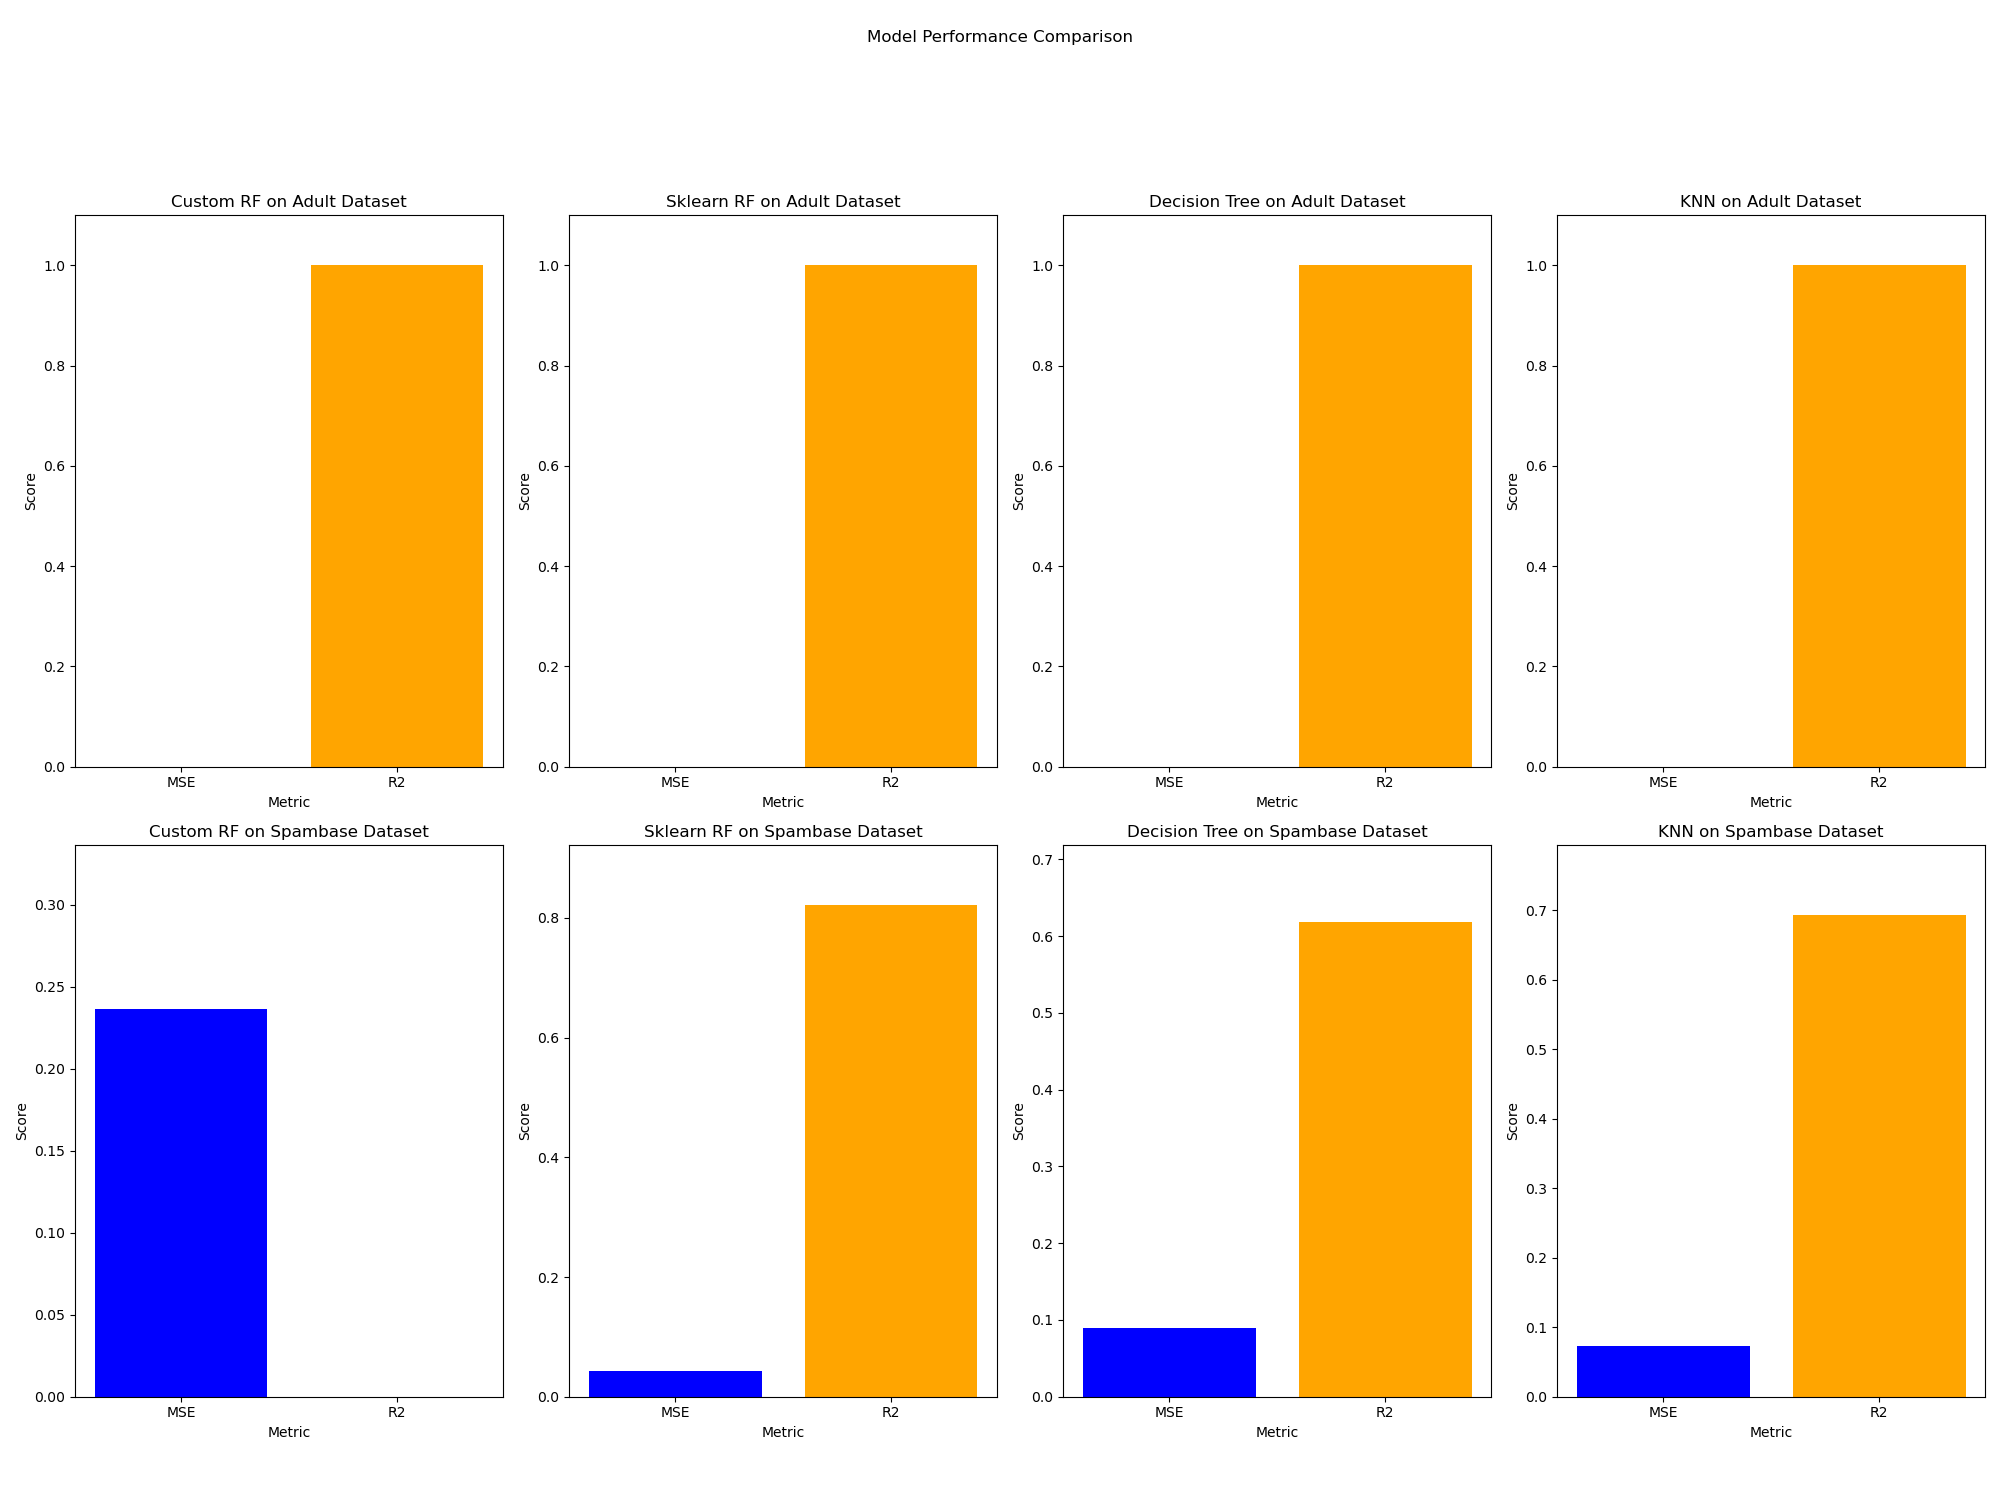 Model Performance Comparison
Custom RF on Adult Dataset
Score
1.0
0.8
0.6
0.4
0.2
0.0
MSE R2
Metric
Sklearn RF on Adult Dataset
Score
1.0
0.8
0.6
0.4
0.2
0.0
MSE R2
Metric
Decision Tree on Adult Dataset
Score
1.0
0.8
0.6
0.4
0.2
0.0
MSE R2
Metric
KNN on Adult Dataset
Score
1.0
0.8
0.6
0.4
0.2
0.0
MSE R2
Metric
Custom RF on Spambase Dataset
Score
0.30
0.25
0.20
0.15
0.10
0.05
0.00
MSE R2
Metric
Sklearn RF on Spambase Dataset
Score
0.8
0.6
0.4
0.2
0.0
MSE R2
Metric
Decision Tree on Spambase Dataset
Score
0.7
0.6
0.5
0.4
0.3
0.2
0.1
0.0
MSE R2
Metric
KNN on Spambase Dataset
Score
0.7
0.6
0.5
0.4
0.3
0.2
0.1
0.0
MSE R2
Metric